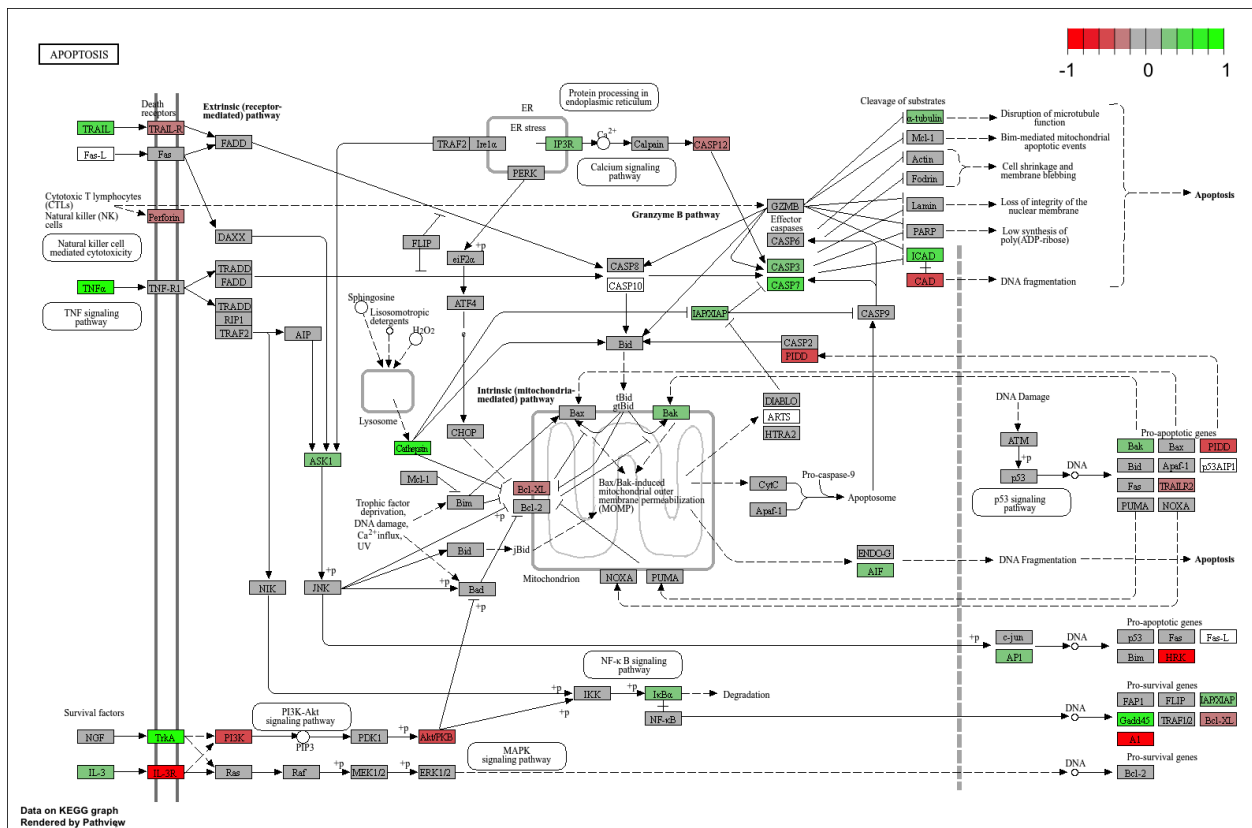 APOPTOSIS
-1
0
1
Death
receptors
Extrinsic (receptor-
mediated) pathway
TRAIL
TRAIL-R
FADD
Fas-L
Fas
Cytotoxic T lymphocytes
(CTLs)
Natural killer (NK)
cells
Perforin
Natural killer cell
mediated cytotoxicity
DAXX
TNFα
TNF-R1
TRADD
FADD
TRADD
RIP1
TRAF2
TNF signaling
pathway
AIP
ASK1
NIK
+p
JNK
Protein processing in
endoplasmic reticulum
ER
ER stress
TRAF2
Ire1α
IP3R
Ca2+
Calpain
CASP12
PERK
Calcium signaling
pathway
Granzyme B pathway
FLIP
+p
eiF2α
ATF4
e
CHOP
Sphingosine
Lisosomotropic
detergents
H2O2
Lysosome
Cathepsin
GZMB
Effector
caspases
CASP6
CASP3
CASP7
CASP8
CASP10
IAP/XIAP
CASP9
Bid
CASP2
PIDD
Cleavage of substrates
α-tubulin
Mcl-1
Actin
Fodrin
Lamin
PARP
ICAD
CAD
Disruption of microtubule
function
Bim-mediated mitochondrial
apoptotic events
Cell shrinkage and
membrane blebbing
Loss of integrity of the
nuclear membrane
Low synthesis of
poly(ADP-ribose)
DNA fragmentation
Apoptosis
Intrinsic (mitochondria-
mediated) pathway
tBid
gtBid
Bax
Bak
DIABLO
ARTS
HTRA2
Mcl-1
Bim
Bcl-XL
Bcl-2
+p
Trophic factor
deprivation,
DNA damage,
Ca2+ influx,
UV
Bax/Bak-induced
mitochondrial outer
membrane permeabilization
(MOMP)
CytC
Apaf-1
Pro-caspase-9
Apoptosome
Bid
jBid
+p
+p
Bad
+p
Mitochondrion
NOXA
PUMA
ENDO-G
AIF
DNA Fragmentation
Apoptosis
DNA Damage
ATM
+p
p53
DNA
p53 signaling
pathway
Pro-apoptotic genes
Bak
Bax
PIDD
Bid
Apaf-1
p53AIP1
Fas
TRAILR2
PUMA
NOXA
+p
c-jun
AP1
DNA
Pro-apoptotic genes
p53
Fas
Fas-L
Bim
HRK
NF-κ B signaling
pathway
+p
+p
IKK
+p
IκBα
Degradation
NF-κB
DNA
Pro-survival genes
FAP1
FLIP
IAP/XIAP
Gadd45
TRAF1/2
Bcl-XL
A1
Survival factors
NGF
TrkA
PI3K
PI3K-Akt
signaling pathway
PIP3
PDK1
+p
Akt/PKB
IL-3
IL-3R
Ras
Raf
+p
MEK1/2
+p
ERK1/2
MAPK
signaling pathway
DNA
Pro-survival genes
Bcl-2
Data on KEGG graph
Rendered by Pathview